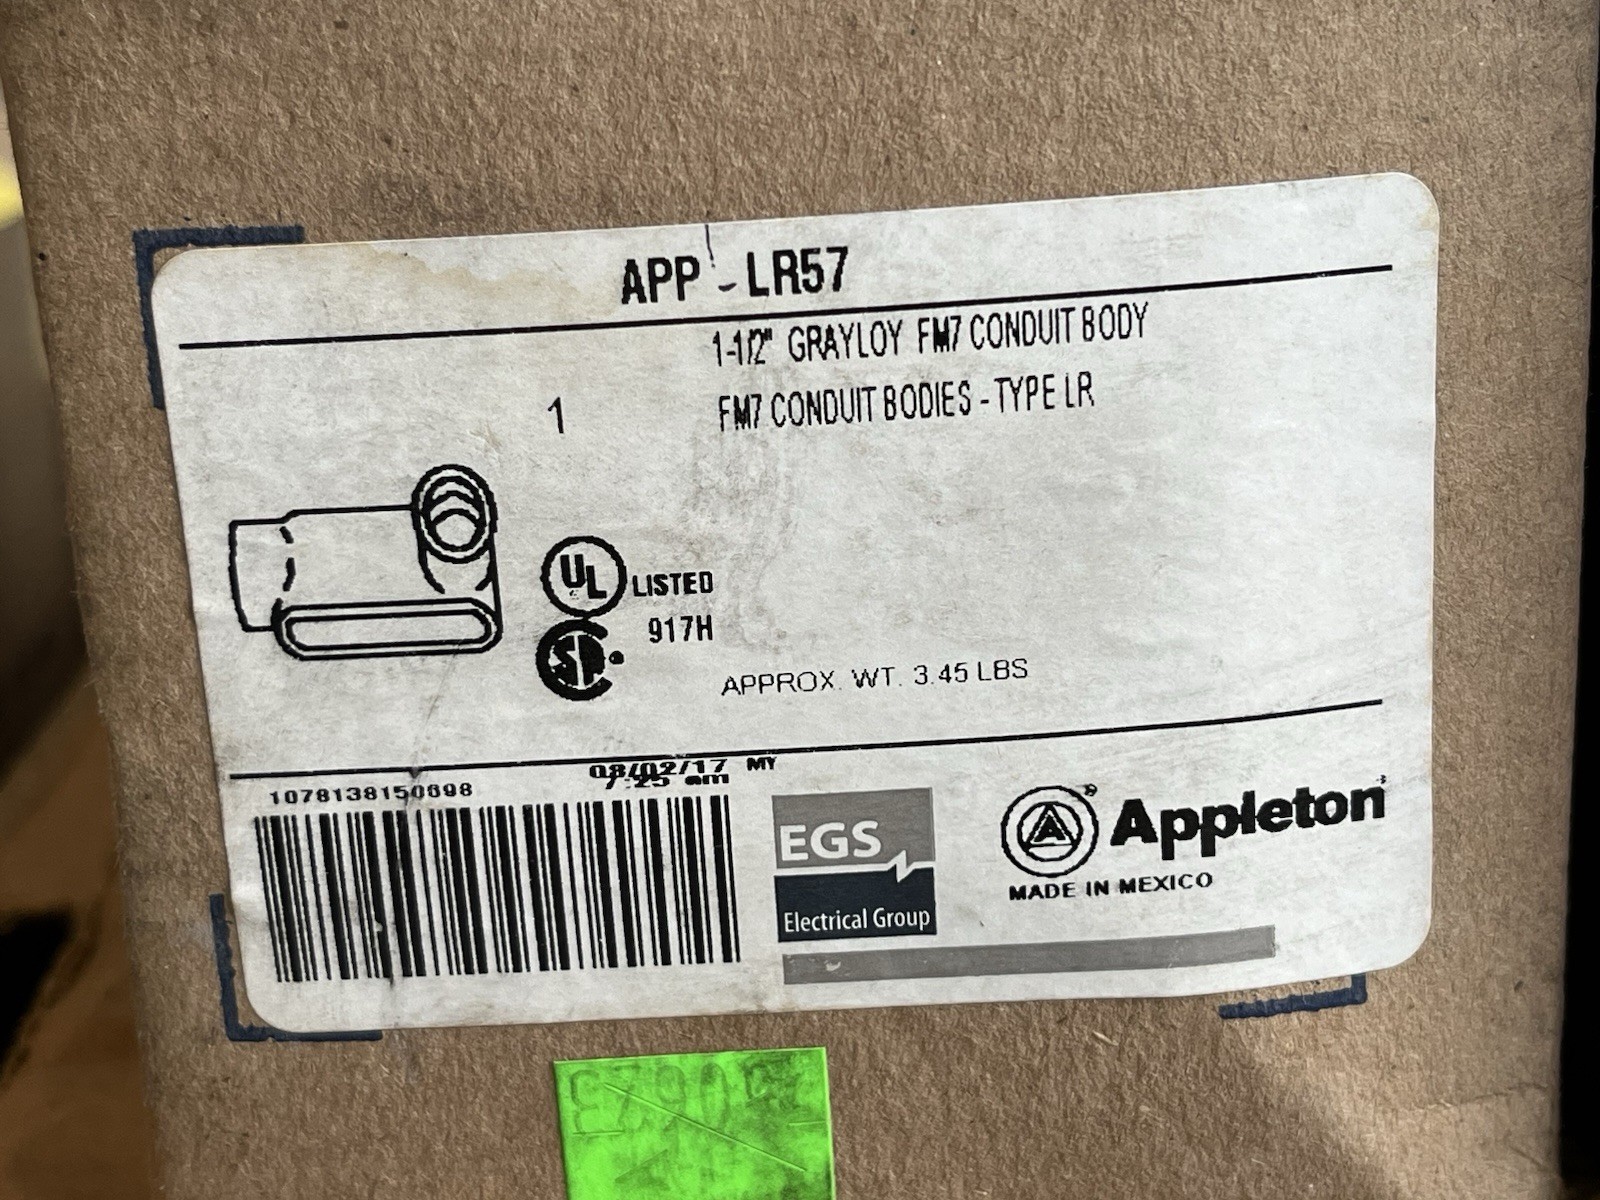 APP - LR57
1-1/2" GRAYLOY FM7 CONDUIT BODY
1 FM7 CONDUIT BODIES - TYPE LR
UL LISTED
917H
APPROX. WT. 3.45 LBS
08/02/17 MY
7:25 am
1078138150698
EGS
Electrical Group
Appleton
MADE IN MEXICO